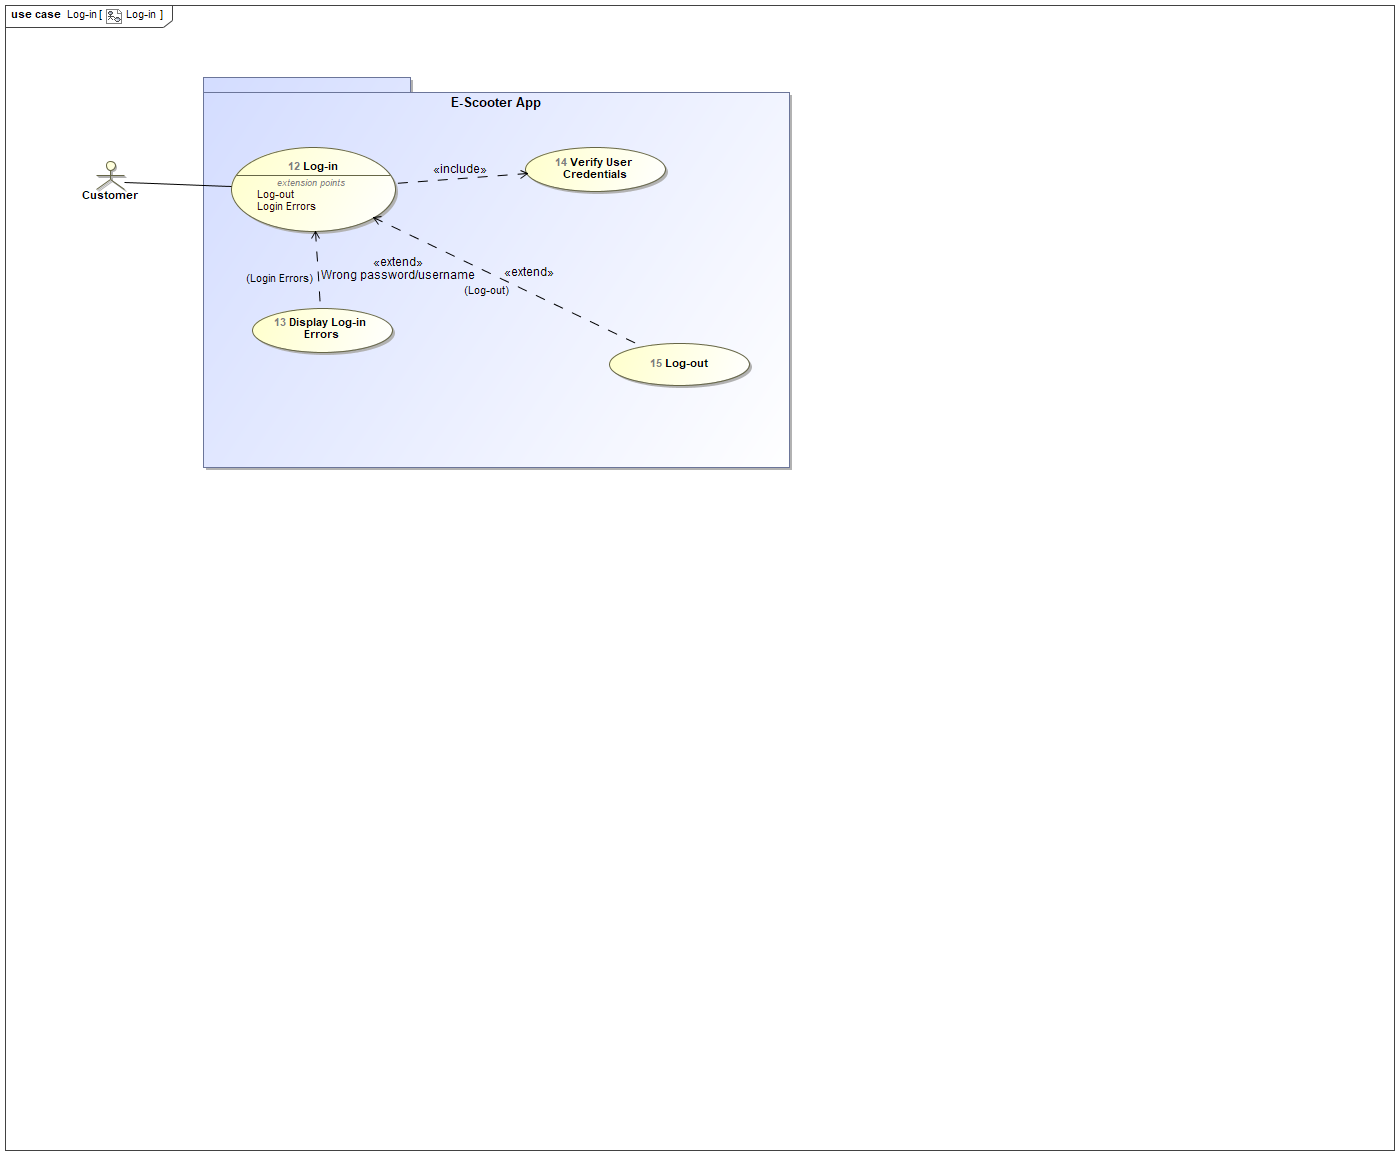 use case Log-in [ Log-in ]
E-Scooter App
Customer
12 Log-in
extension points
Log-out
Login Errors
«include»
14 Verify User
Credentials
«extend»
Wrong password/username
(Login Errors)
«extend»
(Log-out)
13 Display Log-in
Errors
15 Log-out